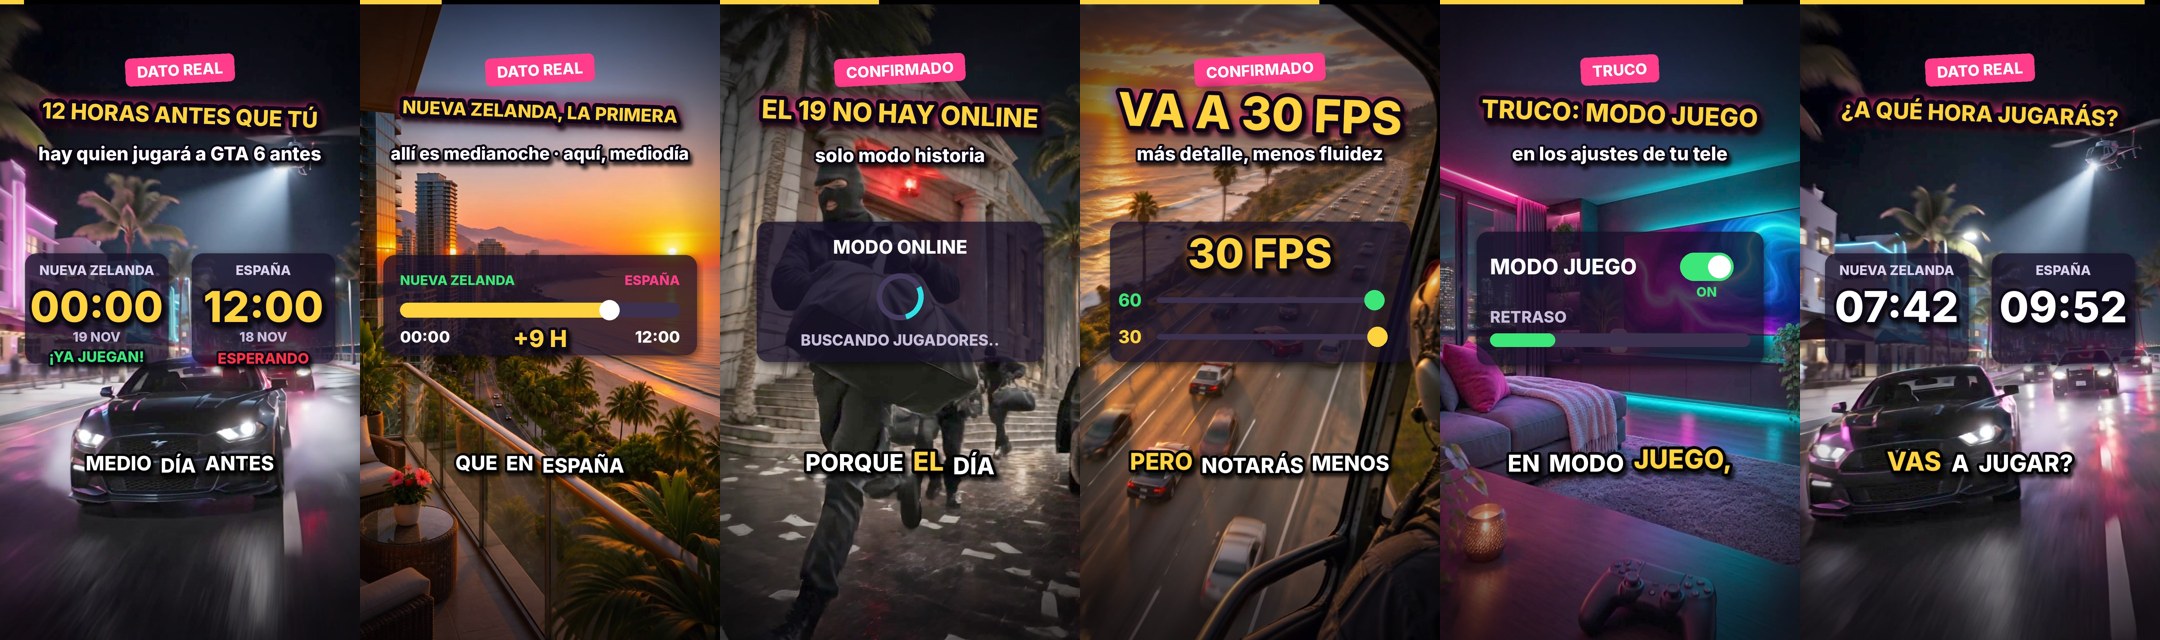 DATO REAL
12 HORAS ANTES QUE TÚ
hay quien jugará a GTA 6 antes
NUEVA ZELANDA
00:00
19 NOV
¡YA JUEGAN!
ESPAÑA
12:00
18 NOV
ESPERANDO
MEDIO DÍA ANTES
DATO REAL
NUEVA ZELANDA, LA PRIMERA
allí es medianoche · aquí, mediodía
NUEVA ZELANDA ESPAÑA
00:00 +9 H 12:00
QUE EN ESPAÑA
CONFIRMADO
EL 19 NO HAY ONLINE
solo modo historia
MODO ONLINE
BUSCANDO JUGADORES..
PORQUE EL DÍA
CONFIRMADO
VA A 30 FPS
más detalle, menos fluidez
30 FPS
60
30
PERO NOTARÁS MENOS
TRUCO
TRUCO: MODO JUEGO
en los ajustes de tu tele
MODO JUEGO
ON
RETRASO
EN MODO JUEGO,
DATO REAL
¿A QUÉ HORA JUGARÁS?
NUEVA ZELANDA
07:42
ESPAÑA
09:52
VAS A JUGAR?